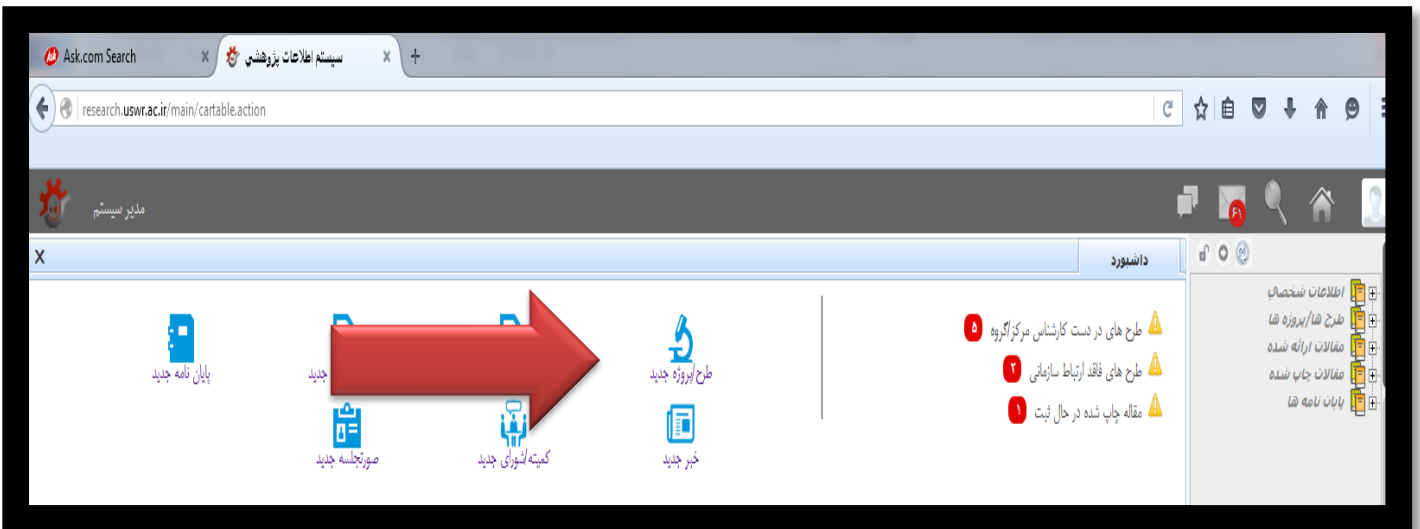 Ask.com Search
سیستم اطلاعات پژوهشی
research.uswr.ac.ir/main/cartable.action
مدیر سیستم
۶۱
داشبورد
اطلاعات شخصی
طرح ها/پروژه ها
مقالات ارائه شده
مقالات چاپ شده
پایان نامه ها
طرح های در دست کارشناس مرکز/گروه ۵
طرح های فاقد ارتباط سازمانی ۲
مقاله چاپ شده در حال ثبت ۱
طرح/پروژه جدید
جدید
پایان نامه جدید
خبر جدید
کمیته/شورای جدید
صورتجلسه جدید